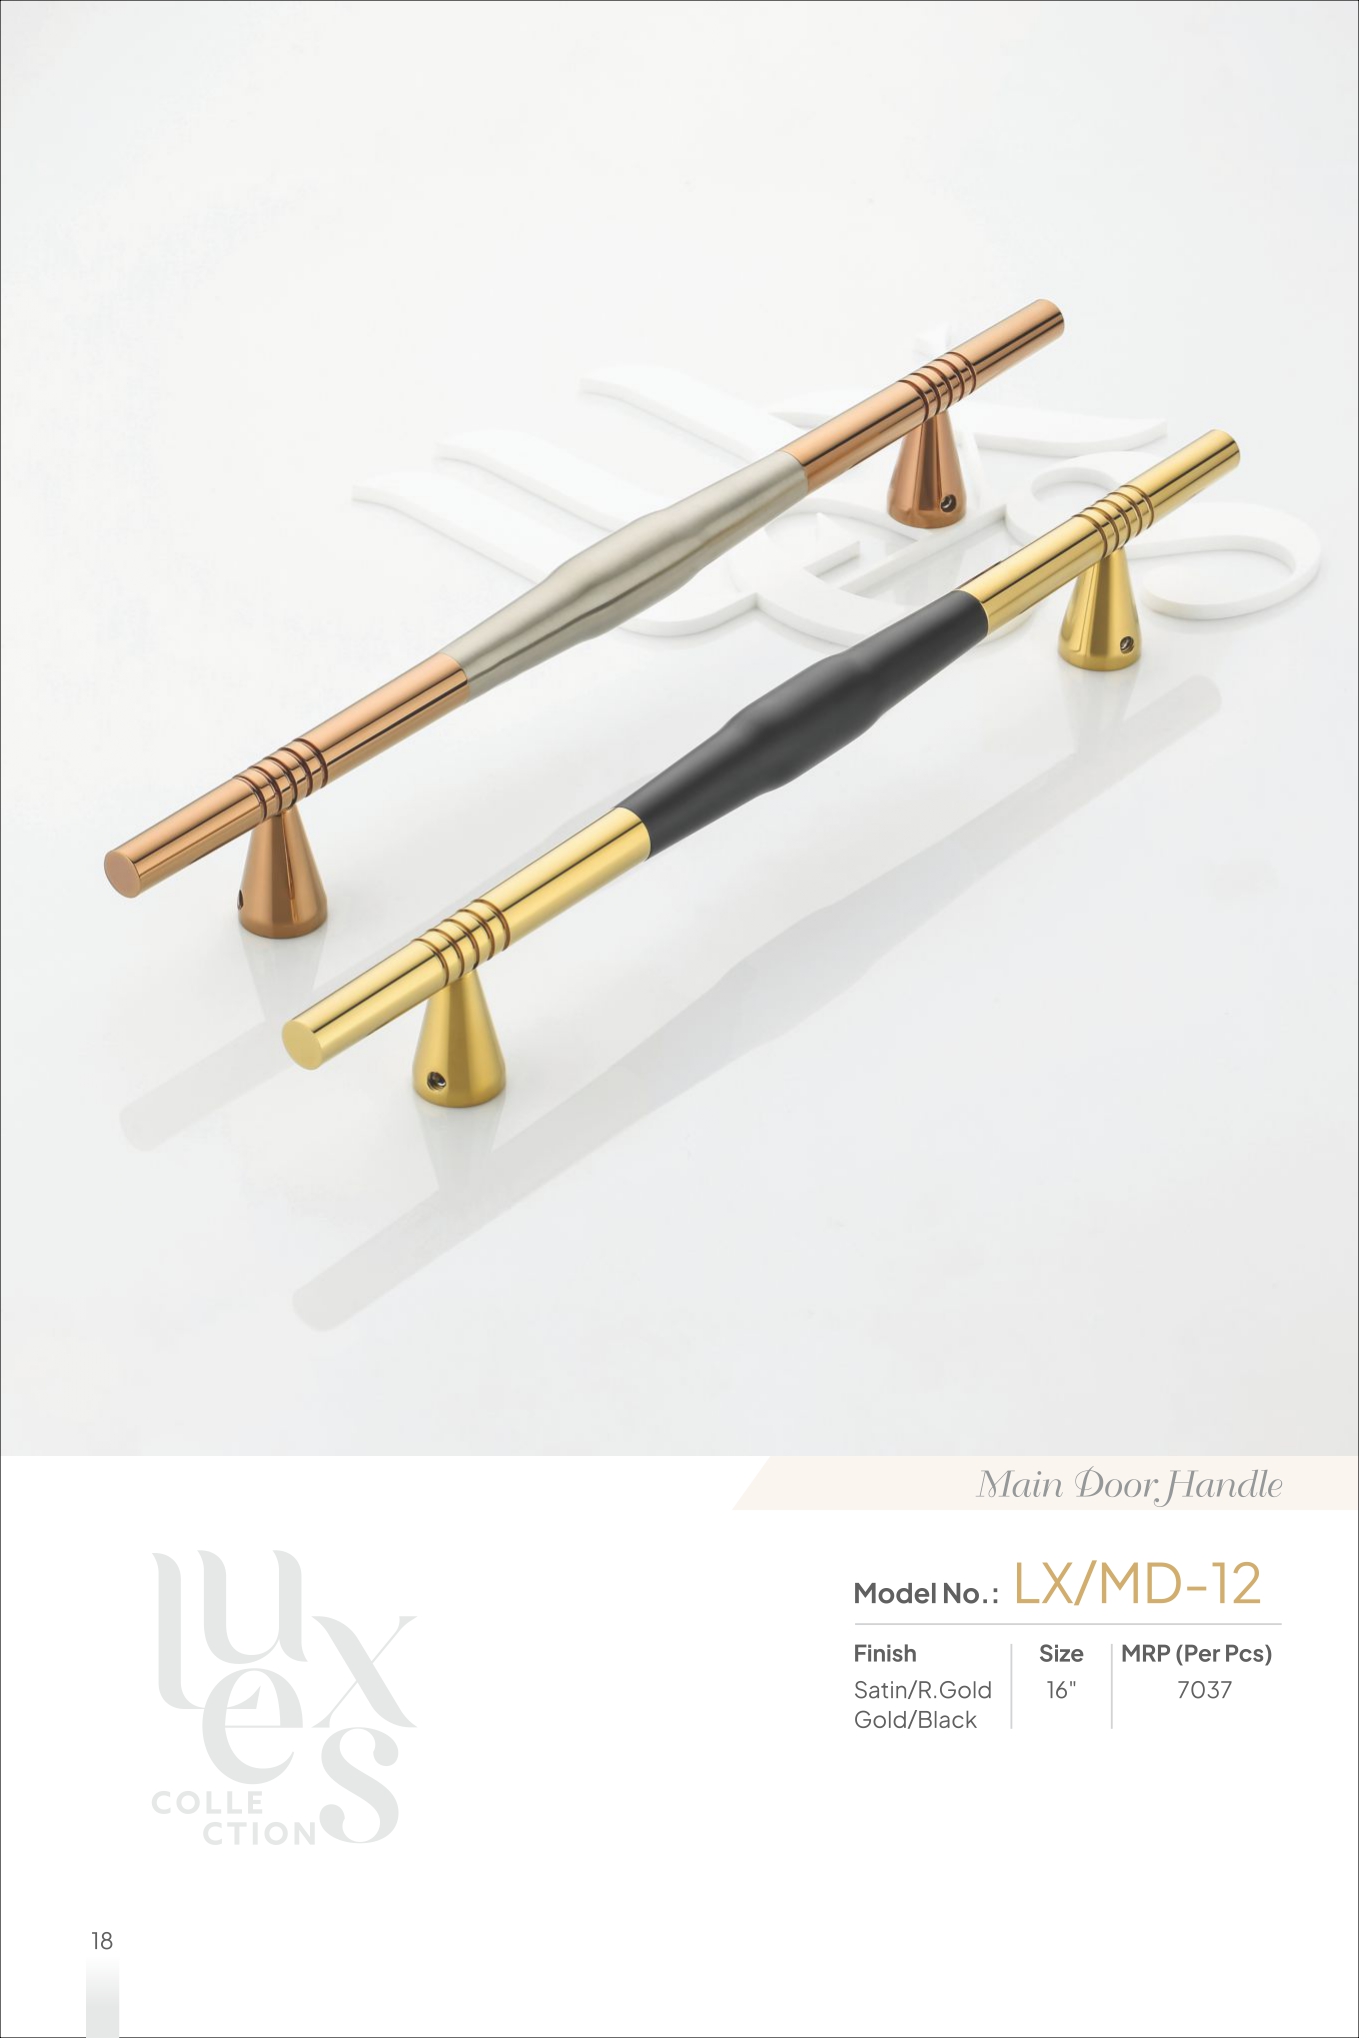 Main Door Handle
Model No.: LX/MD-12
Finish Size MRP (Per Pcs)
Satin/R.Gold 16" 7037
Gold/Black
luxes
COLLE
CTION
18